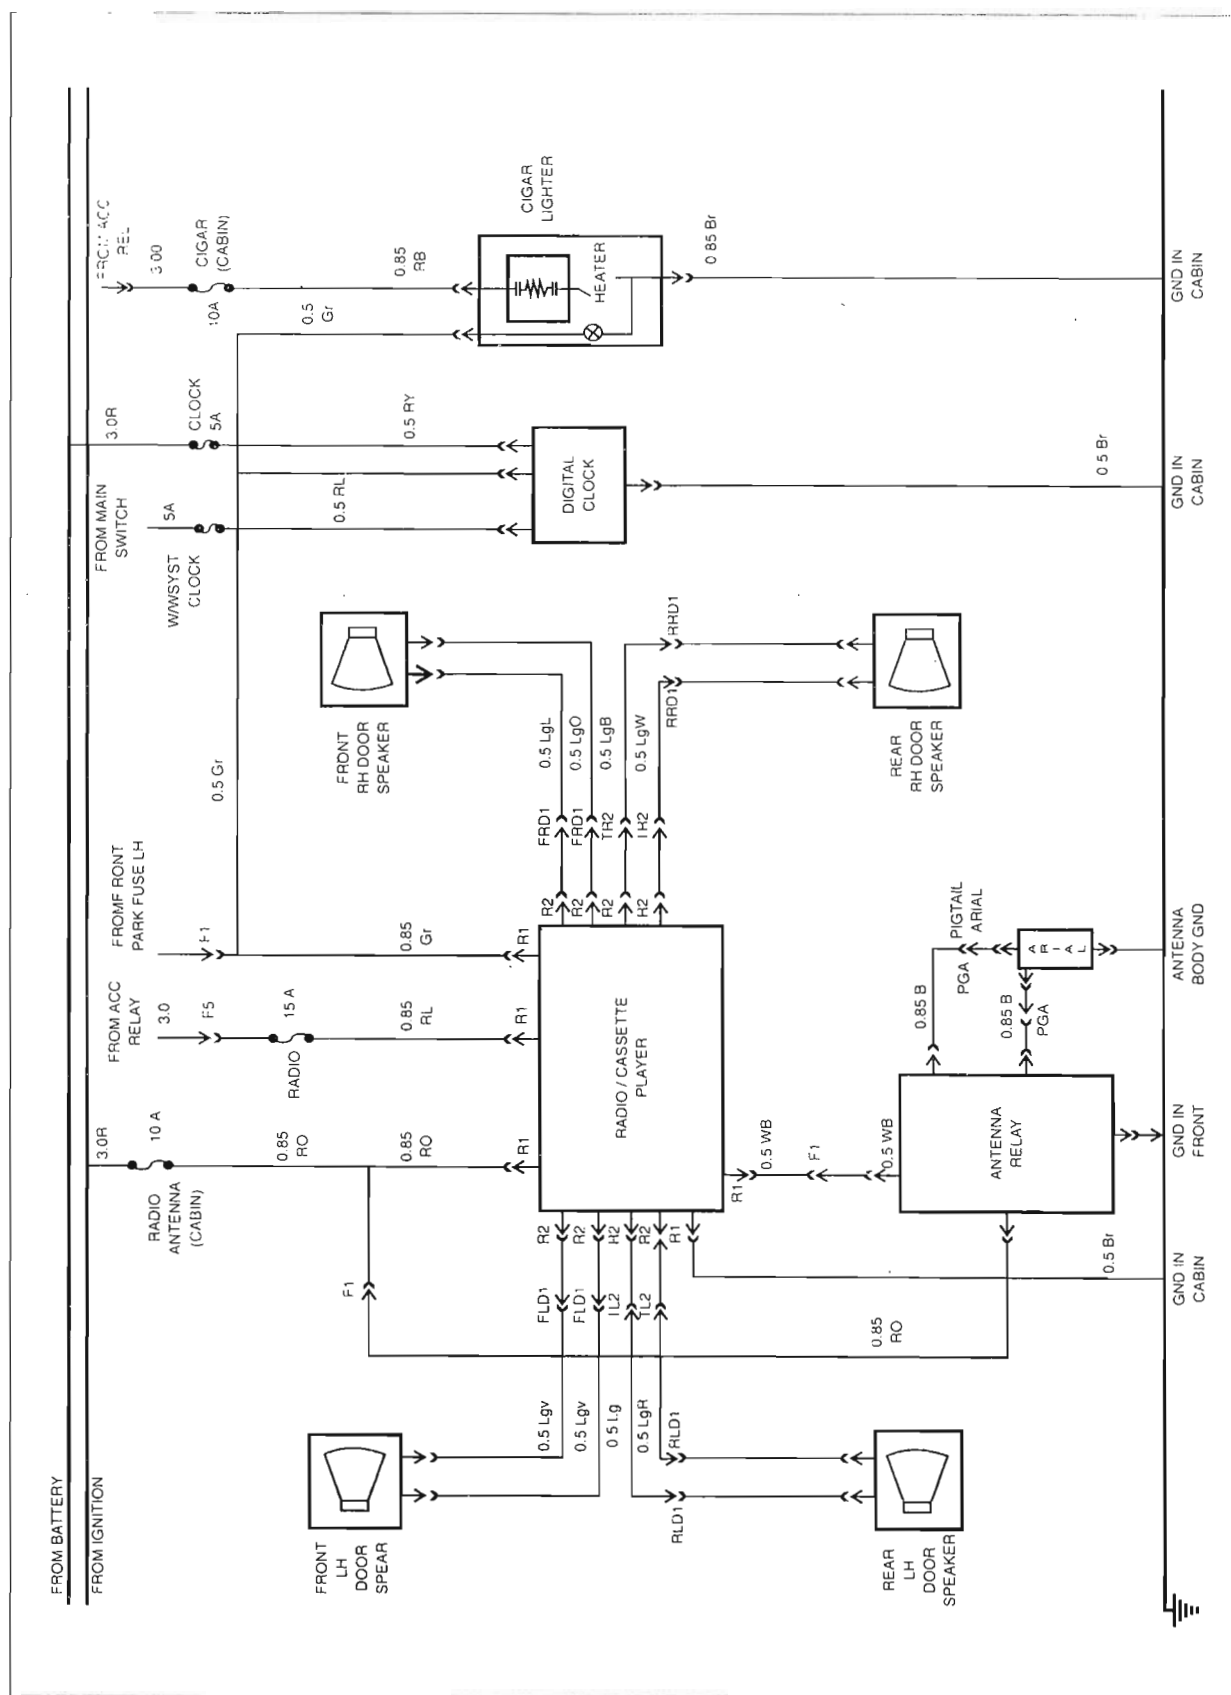 FROM BATTERY
FROM IGNITION
3.0R
10 A
RADIO
ANTENNA
(CABIN)
0.85
RO
0.85
RO
R1
F1
FROM ACC
RELAY
3.0
F5
15 A
RADIO
0.85
RL
R1
FROMF RONT
PARK FUSE LH
F1
0.85
Gr
R1
0.5 Gr
FROM MAIN
SWITCH
5A
W/WSYST
CLOCK
0.5 RL
3.0R
CLOCK
5A
0.5 RY
REL
3.00
CIGAR
(CABIN)
10A
0.5
Gr
0.85
RB
CIGAR
LIGHTER
HEATER
0.85 Br
GND IN
CABIN
DIGITAL
CLOCK
0.5 Br
GND IN
CABIN
FRONT
LH
DOOR
SPEAR
0.5 Lgv
0.5 Lgv
0 5 Lg
0.5 LgR
FLD1
FLD1
TL2
R2
R2
R2
R2
R1
RLD1
RLD1
REAR
LH
DOOR
SPEAKER
RADIO / CASSETTE
PLAYER
R2
R2
R2
R2
FRD1
FRD1
TR2
0.5 LgL
0.5 LgO
0.5 LgB
0.5 LgW
FRONT
RH DOOR
SPEAKER
RRD1
RRD1
REAR
RH DOOR
SPEAKER
R1
0.5 WB
F1
0.5 WB
ANTENNA
RELAY
0.85
RO
0.5 Br
GND IN
CABIN
GND IN
FRONT
0.85 B
PGA
PIGTAIL
ARIAL
0.85 B
PGA
ARIAL
ANTENNA
BODY GND